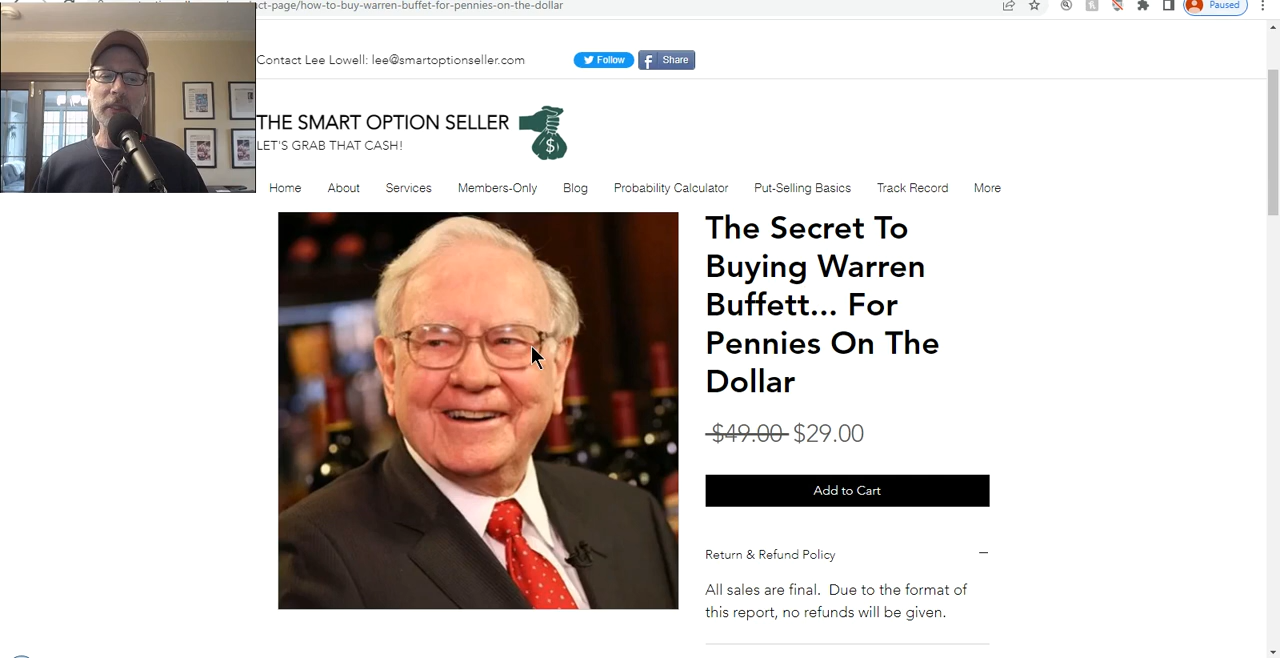 ct-page/how-to-buy-warren-buffet-for-pennies-on-the-dollar
Paused
Contact Lee Lowell: lee@smartoptionseller.com
Follow
Share
THE SMART OPTION SELLER
LET'S GRAB THAT CASH!
$
Home About Services Members-Only Blog Probability Calculator Put-Selling Basics Track Record More
The Secret To
Buying Warren
Buffett... For
Pennies On The
Dollar
$49.00 $29.00
Add to Cart
Return & Refund Policy
All sales are final. Due to the format of
this report, no refunds will be given.